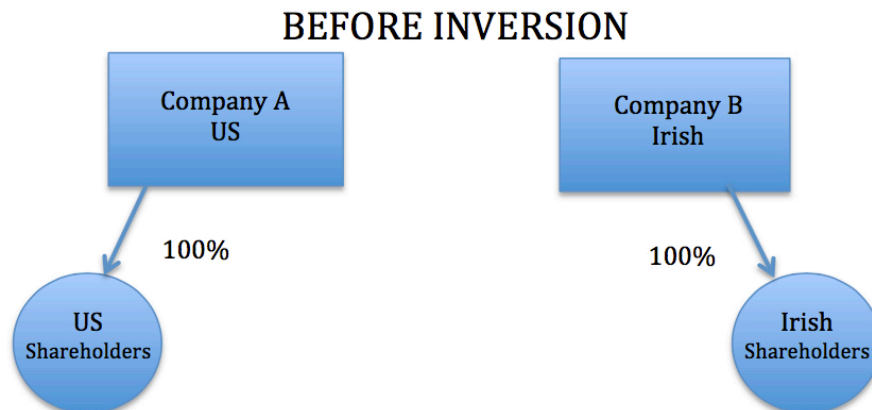 BEFORE INVERSION
Company A
US
Company B
Irish
100%
100%
US
Shareholders
Irish
Shareholders